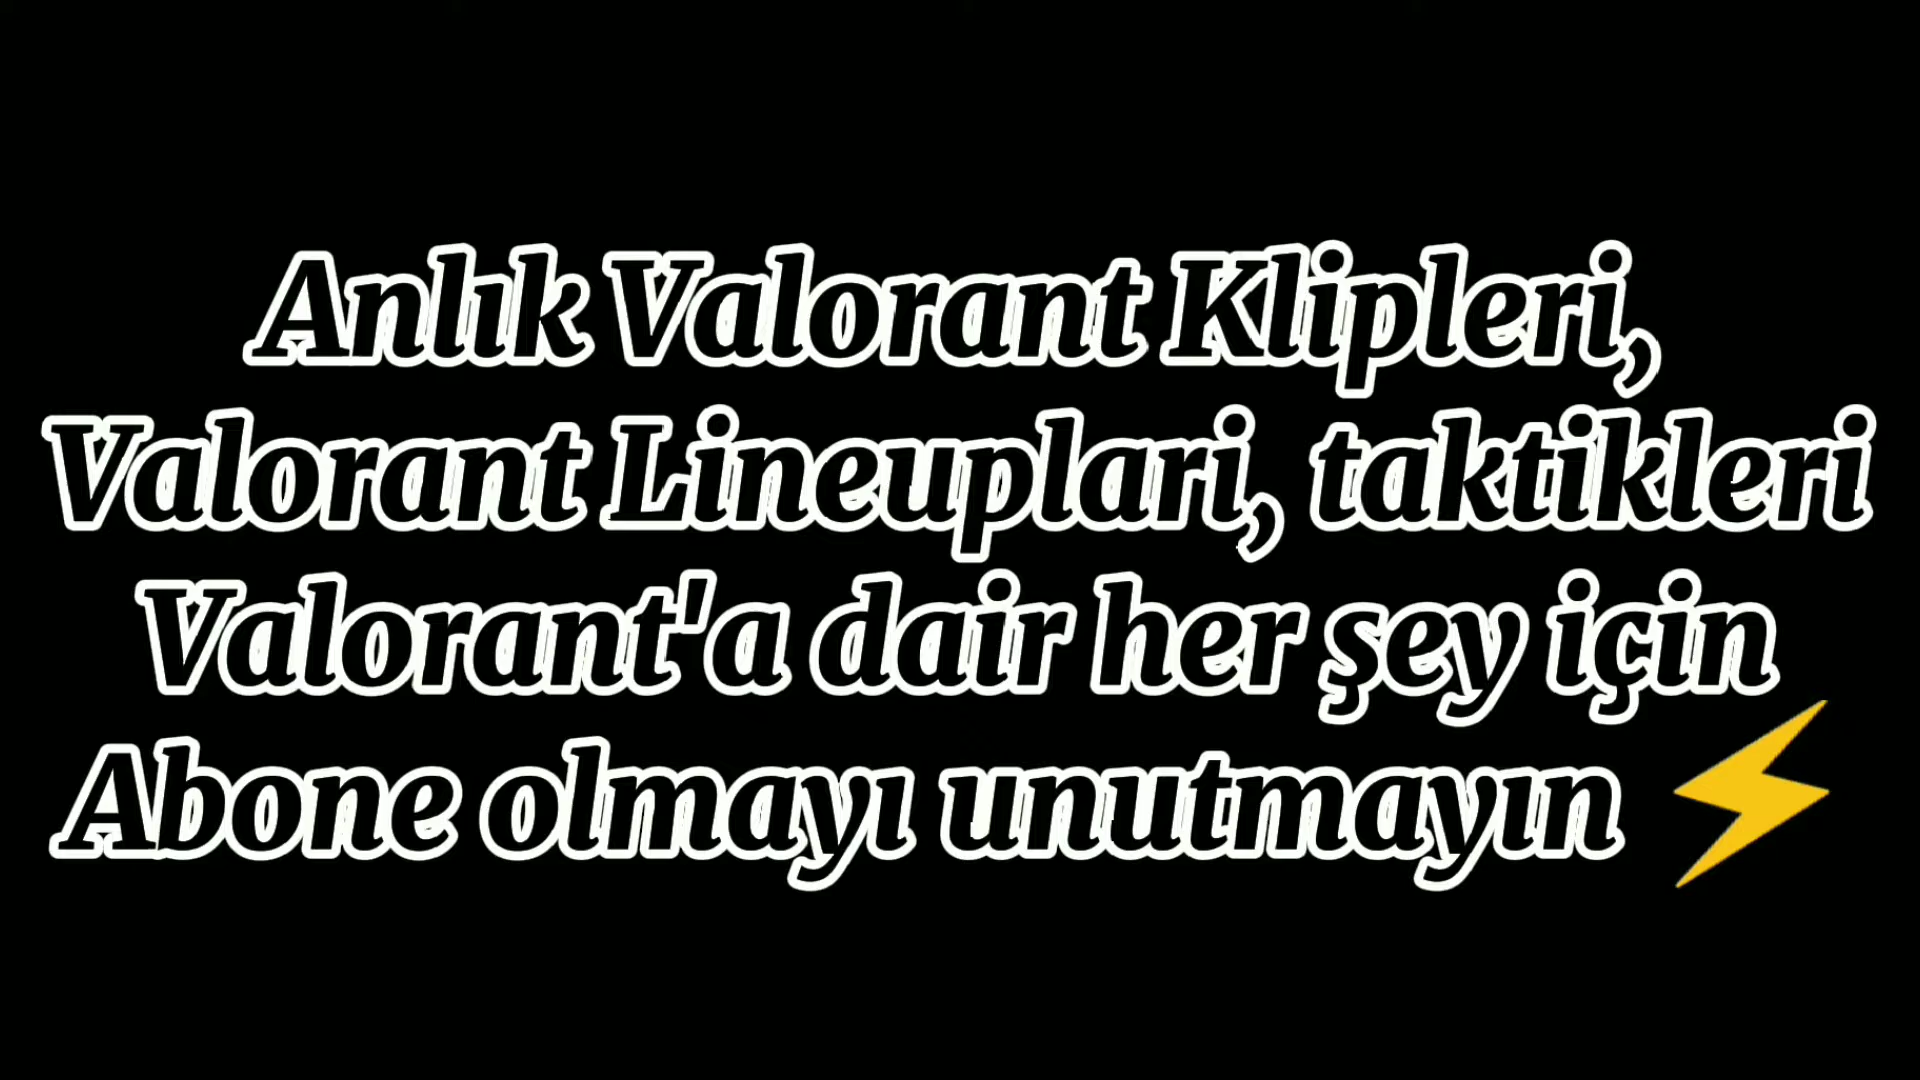 Anlık Valorant Klipleri,
Valorant Lineuplari, taktikleri
Valorant'a dair her şey için
Abone olmayı unutmayın ⚡